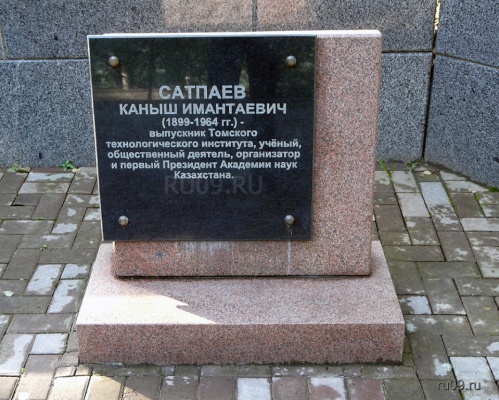 САТПАЕВ
КАНЫШ ИМАНТАЕВИЧ
(1899-1964 гг.) -
выпускник Томского
технологического института, учёный,
общественный деятель, организатор
и первый Президент Академии наук
Казахстана.
RU09.RU
ru09.ru